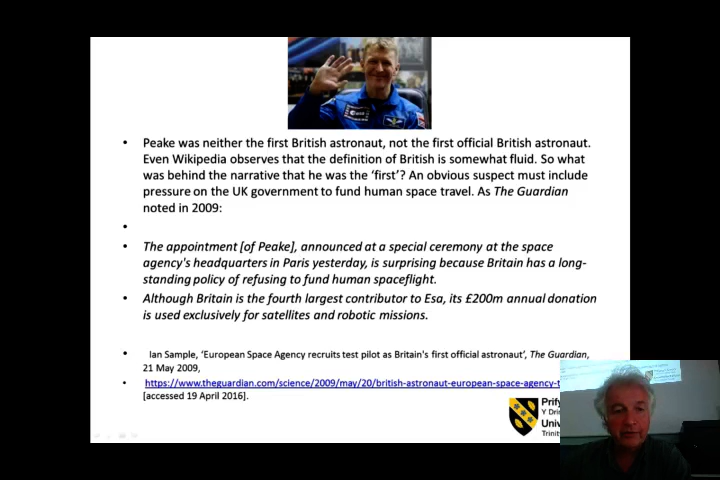 Peake was neither the first British astronaut, not the first official British astronaut.
Even Wikipedia observes that the definition of British is somewhat fluid. So what
was behind the narrative that he was the ‘first’? An obvious suspect must include
pressure on the UK government to fund human space travel. As The Guardian
noted in 2009:
The appointment [of Peake], announced at a special ceremony at the space
agency's headquarters in Paris yesterday, is surprising because Britain has a long-
standing policy of refusing to fund human spaceflight.
Although Britain is the fourth largest contributor to Esa, its £200m annual donation
is used exclusively for satellites and robotic missions.
Ian Sample, ‘European Space Agency recruits test pilot as Britain's first official astronaut’, The Guardian,
21 May 2009,
https://www.theguardian.com/science/2009/may/20/british-astronaut-european-space-agency-t
[accessed 19 April 2016].
Prify
Y Dri
Univ
Trinit